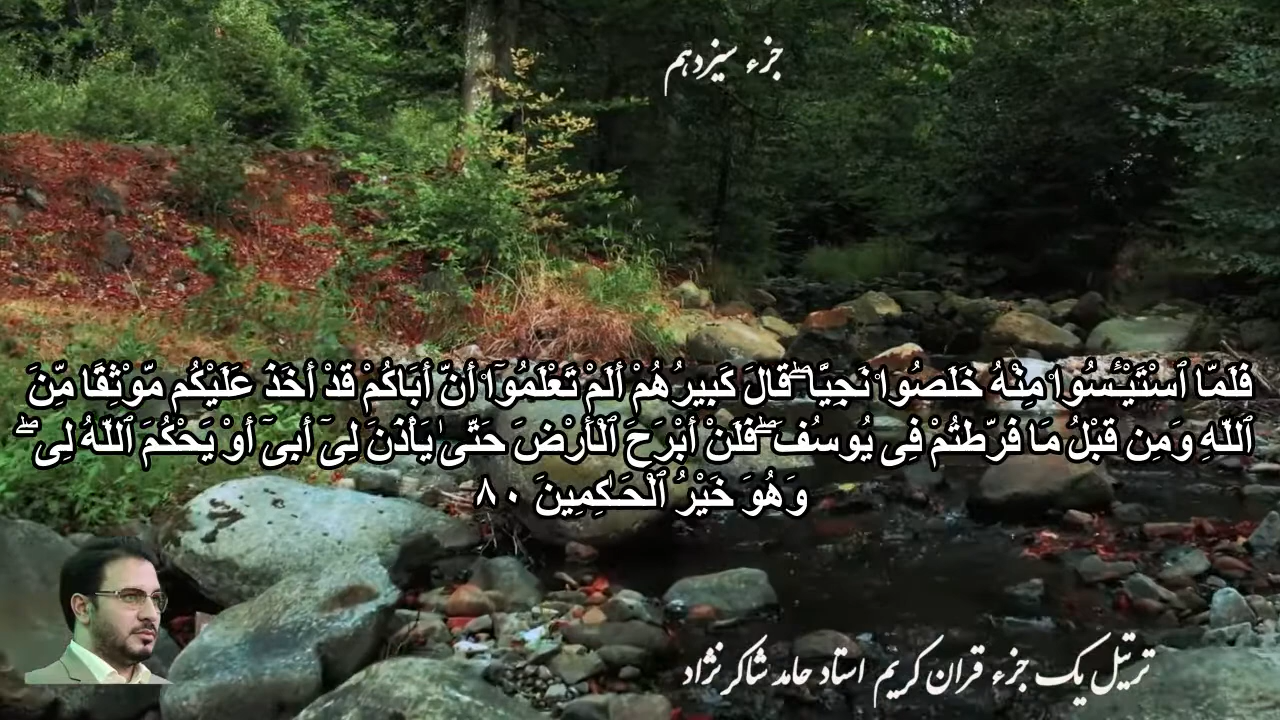 جزء سیزدهم
فَلَمَّا ٱسْتَيْـَٔسُوا۟ مِنْهُ خَلَصُوا۟ نَجِيًّا ۖ قَالَ كَبِيرُهُمْ أَلَمْ تَعْلَمُوٓا۟ أَنَّ أَبَاكُمْ قَدْ أَخَذَ عَلَيْكُم مَّوْثِقًا مِّنَ
ٱللَّهِ وَمِن قَبْلُ مَا فَرَّطتُمْ فِى يُوسُفَ ۖ فَلَنْ أَبْرَحَ ٱلْأَرْضَ حَتَّىٰ يَأْذَنَ لِىٓ أَبِىٓ أَوْ يَحْكُمَ ٱللَّهُ لِى ۖ
وَهُوَ خَيْرُ ٱلْحَـٰكِمِينَ ٨٠
ترتیل یک جزء قران کریم استاد حامد شاکرنژاد